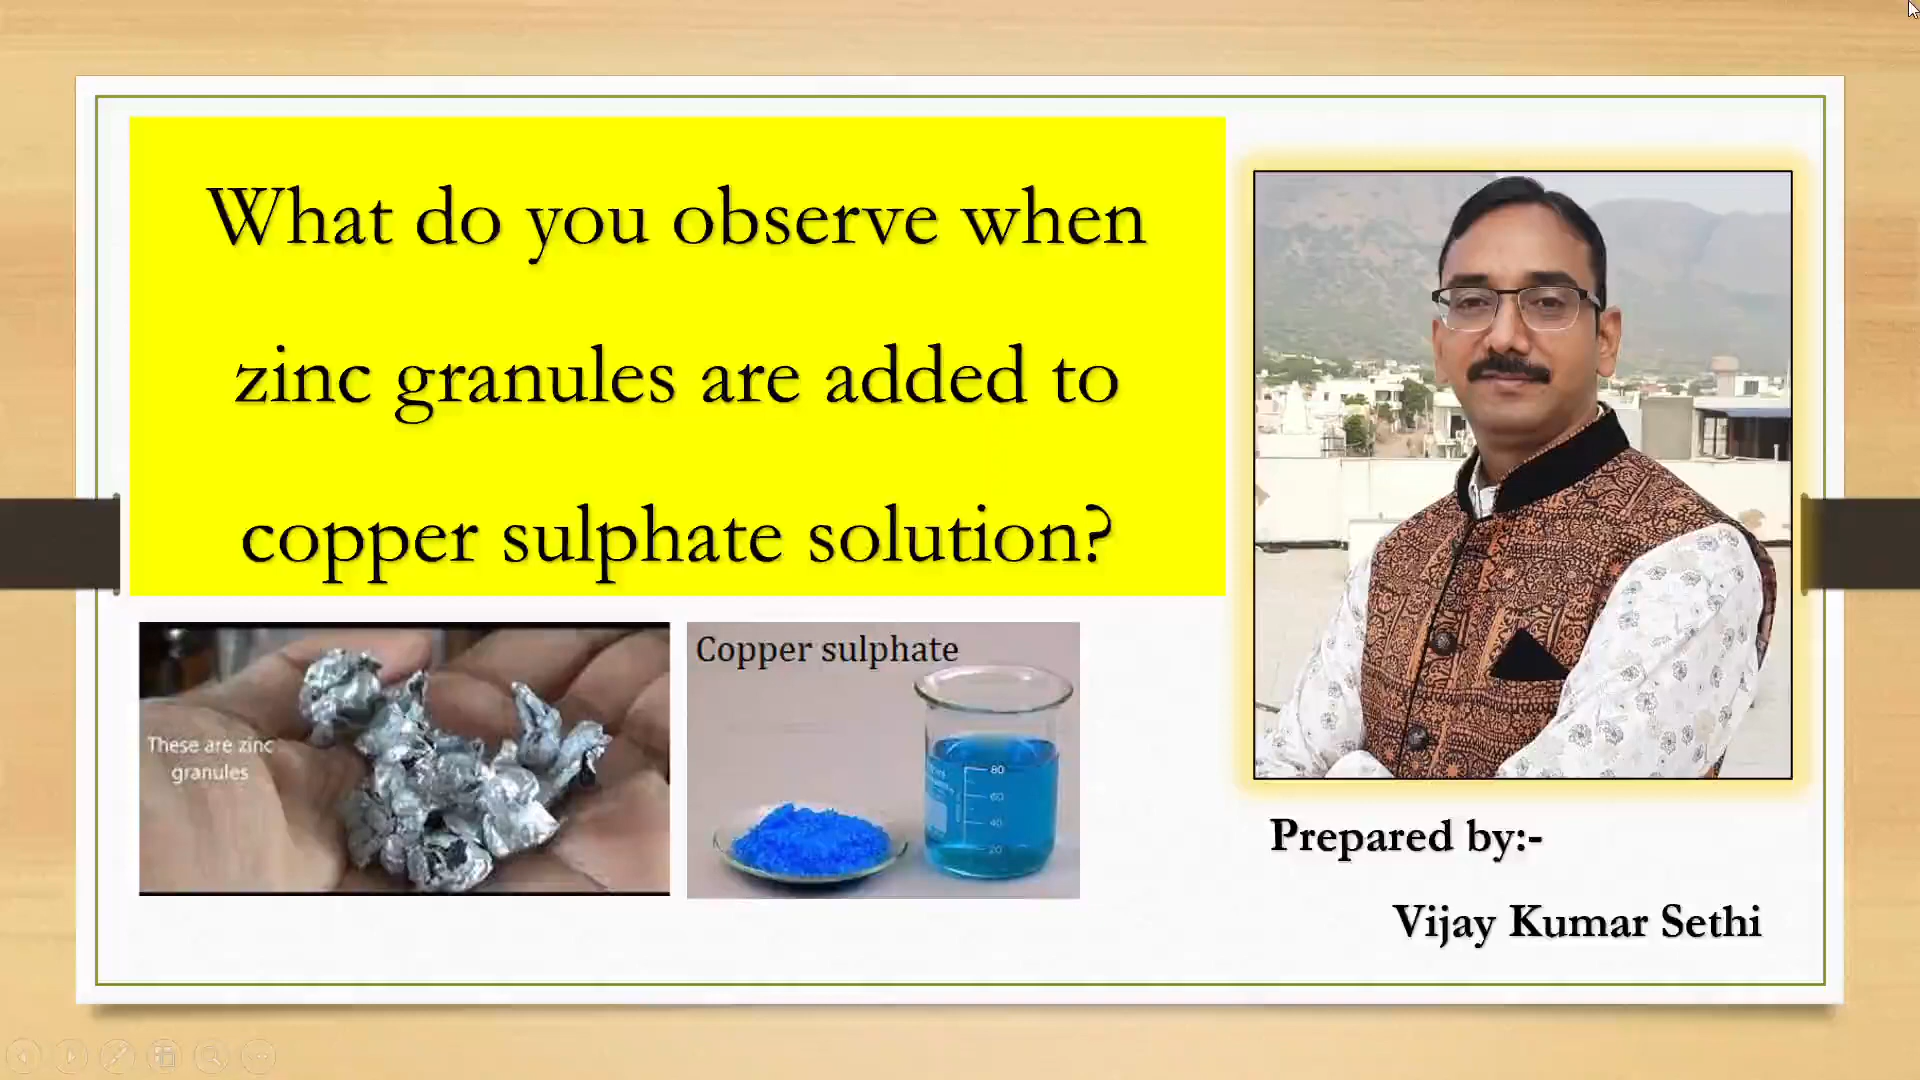 What do you observe when
zinc granules are added to
copper sulphate solution?
These are zinc
granules
Copper sulphate
80
60
40
20
Prepared by:-
Vijay Kumar Sethi